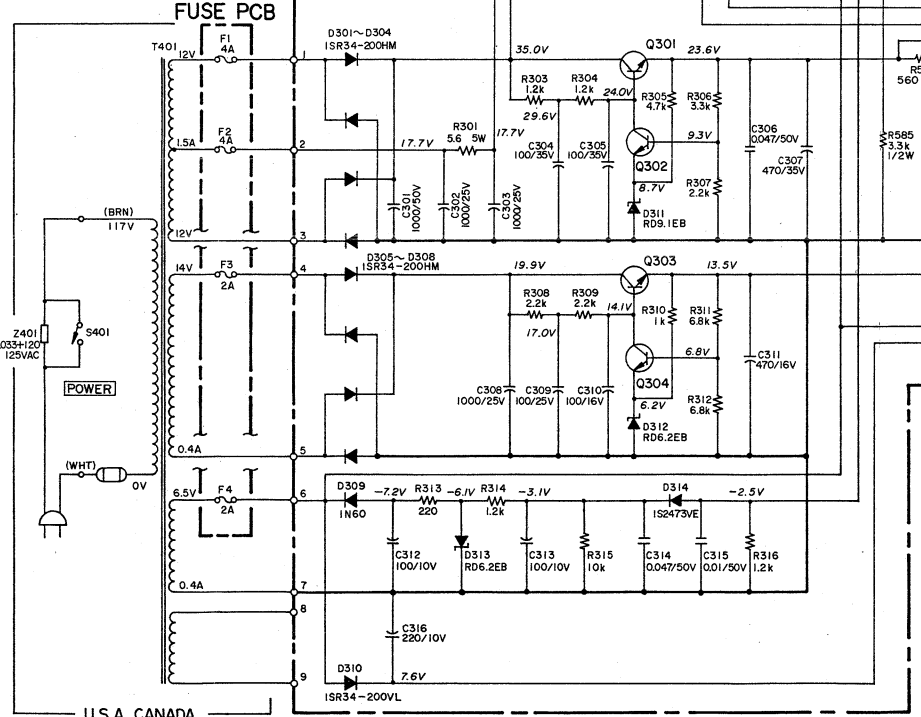 FUSE PCB
T401
12V
F1
4A
1
D301~D304
1SR34-200HM
35.0V
Q301
23.6V
R303
1.2k
R304
1.2k
24.0V
29.6V
R305
4.7k
R306
3.3k
560
1.5A
F2
4A
2
17.7V
R301
5.6 5W
17.7V
C304
100/35V
C305
100/35V
Q302
9.3V
C306
0.047/50V
C307
470/35V
R585
3.3k
1/2W
8.7V
R307
2.2k
C301
1000/50V
C302
1000/25V
C303
1000/25V
D311
RD9.1EB
(BRN)
117V
12V
3
14V
F3
2A
4
D305~D308
1SR34-200HM
19.9V
Q303
13.5V
R308
2.2k
R309
2.2k
14.1V
17.0V
R310
1k
R311
6.8k
Z401
.033+120
125VAC
S401
POWER
6.8V
C311
470/16V
Q304
C308
1000/25V
C309
100/25V
C310
100/16V
6.2V
R312
6.8k
D312
RD6.2EB
0.4A
5
(WHT)
0V
6.5V
F4
2A
6
D309
1N60
-7.2V
R313
220
-6.1V
R314
1.2k
-3.1V
D314
1S2473VE
-2.5V
C312
100/10V
D313
RD6.2EB
C313
100/10V
R315
10k
C314
0.047/50V
C315
0.01/50V
R316
1.2k
0.4A
7
8
C316
220/10V
9
D310
1SR34-200VL
7.6V
U.S.A. CANADA